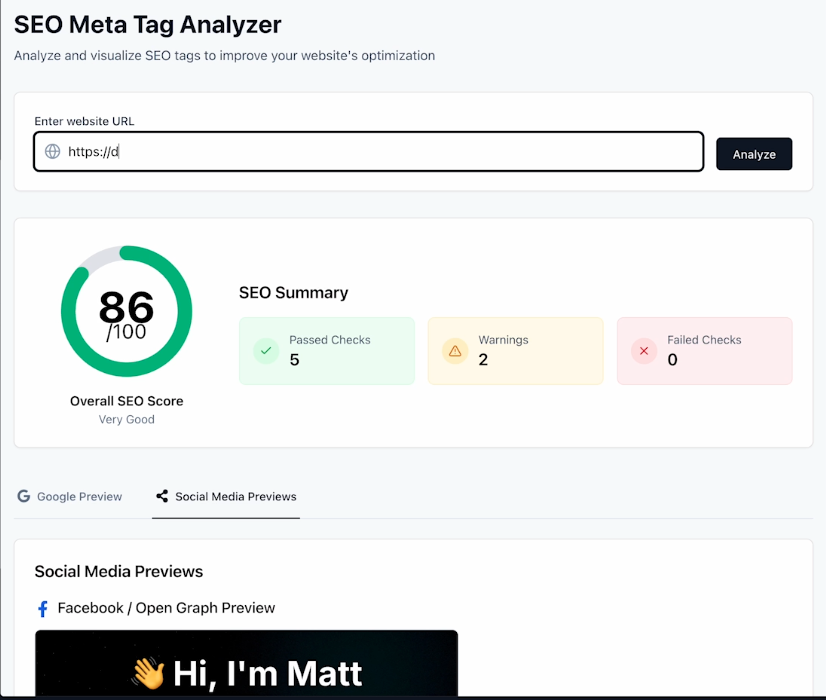 SEO Meta Tag Analyzer
Analyze and visualize SEO tags to improve your website's optimization
Enter website URL
https://d
Analyze
86
/100
Overall SEO Score
Very Good
SEO Summary
Passed Checks
5
Warnings
2
Failed Checks
0
Google Preview
Social Media Previews
Social Media Previews
Facebook / Open Graph Preview
👋 Hi, I'm Matt